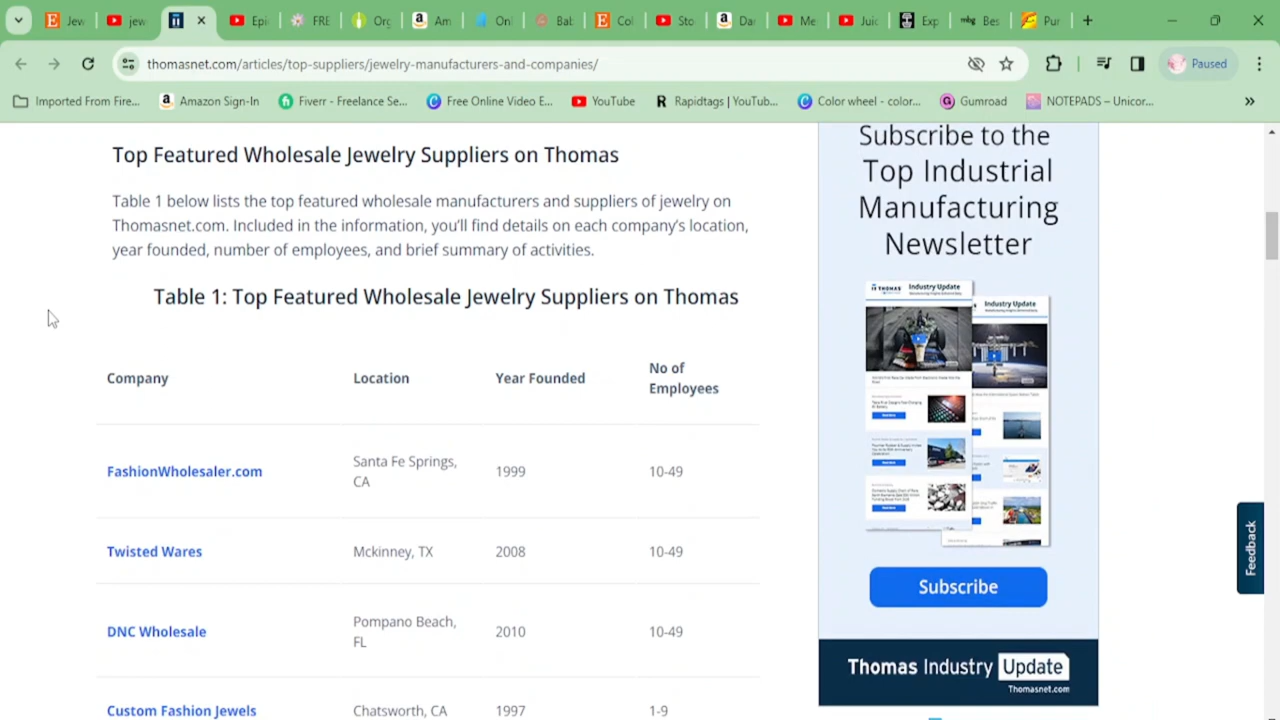 Jew
jew
Epi
FRE
Org
Am
Onl
Bab
Col
Sto
Da
Me
Juic
Exp
mbg
Bes
Pur
thomasnet.com/articles/top-suppliers/jewelry-manufacturers-and-companies/
Paused
Imported From Fire...
Amazon Sign-In
Fiverr - Freelance Se...
Free Online Video E...
YouTube
Rapidtags | YouTub...
Color wheel - color...
Gumroad
NOTEPADS – Unicor...
Top Featured Wholesale Jewelry Suppliers on Thomas
Table 1 below lists the top featured wholesale manufacturers and suppliers of jewelry on
Thomasnet.com. Included in the information, you'll find details on each company's location,
year founded, number of employees, and brief summary of activities.
Table 1: Top Featured Wholesale Jewelry Suppliers on Thomas
Company
Location
Year Founded
No of
Employees
FashionWholesaler.com
Santa Fe Springs,
CA
1999
10-49
Twisted Wares
Mckinney, TX
2008
10-49
DNC Wholesale
Pompano Beach,
FL
2010
10-49
Custom Fashion Jewels
Chatsworth, CA
1997
1-9
Subscribe to the
Top Industrial
Manufacturing
Newsletter
THOMAS
Industry Update
Industry Update
Subscribe
Thomas Industry Update
Thomasnet.com
Feedback